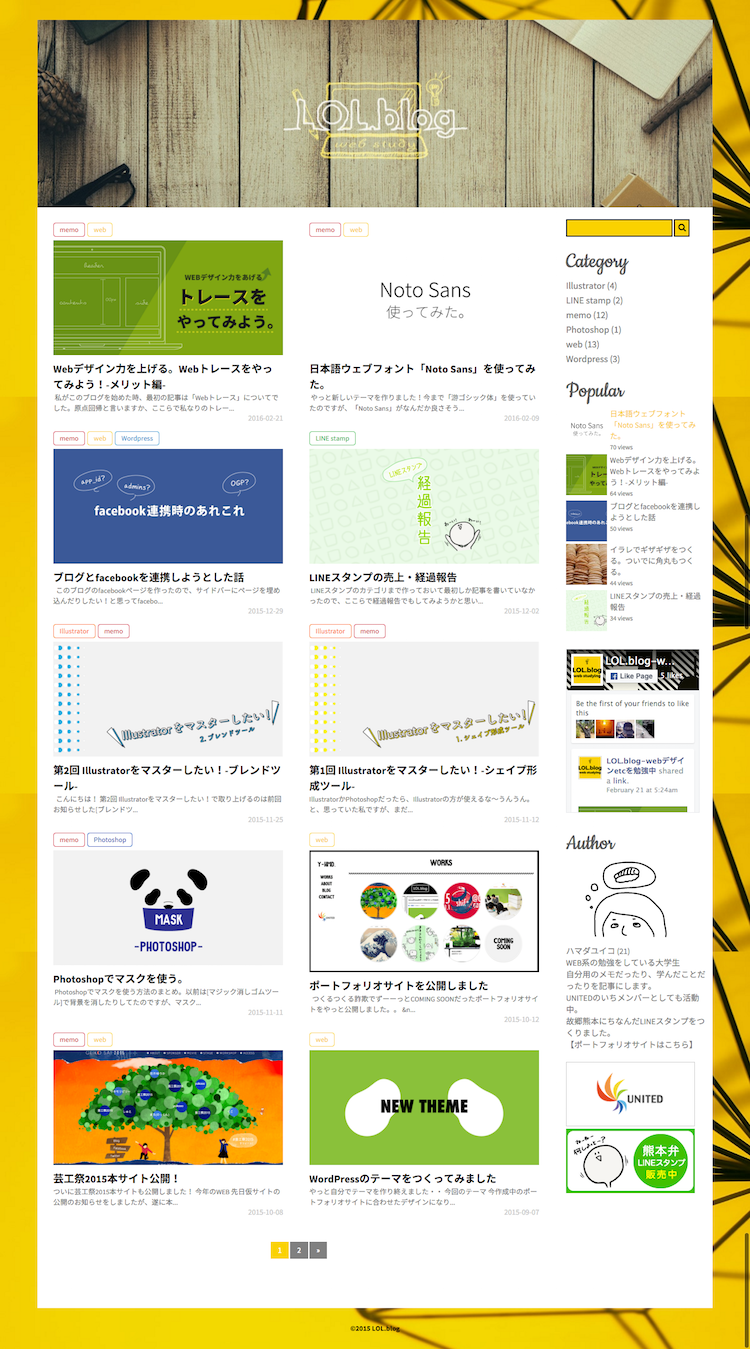 LOL.blog
web study
memo web
WEBデザイン力をあげる
トレースを
やってみよう。
header
contents
side
Webデザイン力を上げる。Webトレースをやっ
てみよう！-メリット編-
私がこのブログを始めた時、最初の記事は「Webトレース」についてで
した。原点回帰と言いますか、ここらで私なりのトレー...
2016-02-21
memo web
Noto Sans
使ってみた。
日本語ウェブフォント「Noto Sans」を使ってみ
た。
やっと新しいテーマを作りました！今まで「游ゴシック体」を使ってい
たのですが、「Noto Sans」がなんだか良さそう...
2016-02-09
memo web Wordpress
app_id?
admins?
OGP?
facebook連携時のあれこれ
ブログとfacebookを連携しようとした話
このブログのfacebookページを作ったので、サイドバーにページを埋め
込んだりしたい！と思ってfacebo...
2015-12-29
LINE stamp
LINEスタンプ
経過報告
LINEスタンプの売上・経過報告
LINEスタンプのカテゴリまで作っておいて最初しか記事を書いていなか
ったので、ここらで経過報告でもしてみようかと思い...
2015-12-02
Illustrator memo
Illustratorをマスターしたい！
2.ブレンドツール
第2回 Illustratorをマスターしたい！-ブレンドツ
ール-
こんにちは！ 第2回 Illustratorをマスターしたい！で取り上げるのは前回
お知らせした[ブレンドツ...
2015-11-25
Illustrator memo
Illustratorをマスターしたい！
1.シェイプ形成ツール
第1回 Illustratorをマスターしたい！-シェイプ形
成ツール-
IllustratorかPhotoshopだったら、Illustratorの方が使えるな〜うんうん。
と、思っていた私ですが、まだ...
2015-11-12
memo Photoshop
MASK
-PHOTOSHOP-
Photoshopでマスクを使う。
Photoshopでマスクを使う方法のまとめ。以前は[マジック消しゴムツー
ル]で背景を消したりしてたのですが、マスク...
2015-11-11
web
Y-HMD.
WORKS
WORKS
ABOUT
BLOG
CONTACT
LOL.blog
COMING
SOON
ポートフォリオサイトを公開しました
つくるつくる詐欺でずーーっとCOMING SOONだったポートフォリオサイ
トをやっと公開しました。。 &n...
2015-10-12
memo web
芸工祭2015本サイト公開！
ついに芸工祭2015本サイトも公開しました！ 今年のWEB 先日仮サイトの
公開のお知らせをしましたが、遂に本...
2015-10-08
web
NEW THEME
WordPressのテーマをつくってみました
やっと自分でテーマを作り終えました・・ 今回のテーマ 今作成中のポー
トフォリオサイトに合わせたデザインになり...
2015-09-07
1 2 »
Category
Illustrator (4)
LINE stamp (2)
memo (12)
Photoshop (1)
web (13)
Wordpress (3)
Popular
Noto Sans
使ってみた。
日本語ウェブフォント
「Noto Sans」を使ってみ
た。
70 views
Webデザイン力を上げる。
Webトレースをやってみよ
う！-メリット編-
64 views
ブログとfacebookを連携し
ようとした話
50 views
イラレでギザギザをつく
る。ついでに角丸もつく
る。
44 views
LINEスタンプの売上・経過
報告
34 views
LOL.blog-w...
LOL.blog
web studying
Like Page
5 likes
Be the first of your friends to like
this
LOL.blog-webデザイ
ンetcを勉強中 shared
a link.
February 21 at 5:24am
Author
ハマダユイコ (21)
WEB系の勉強をしている大学生
自分用のメモだったり、学んだことだ
ったりを記事にします。
UNITEDのいちメンバーとしても活動
中。
故郷熊本にちなんだLINEスタンプをつ
くりました。
【ポートフォリオサイトはこちら】
UNITED
熊本弁
LINEスタンプ
販売中
©2015 LOL.blog